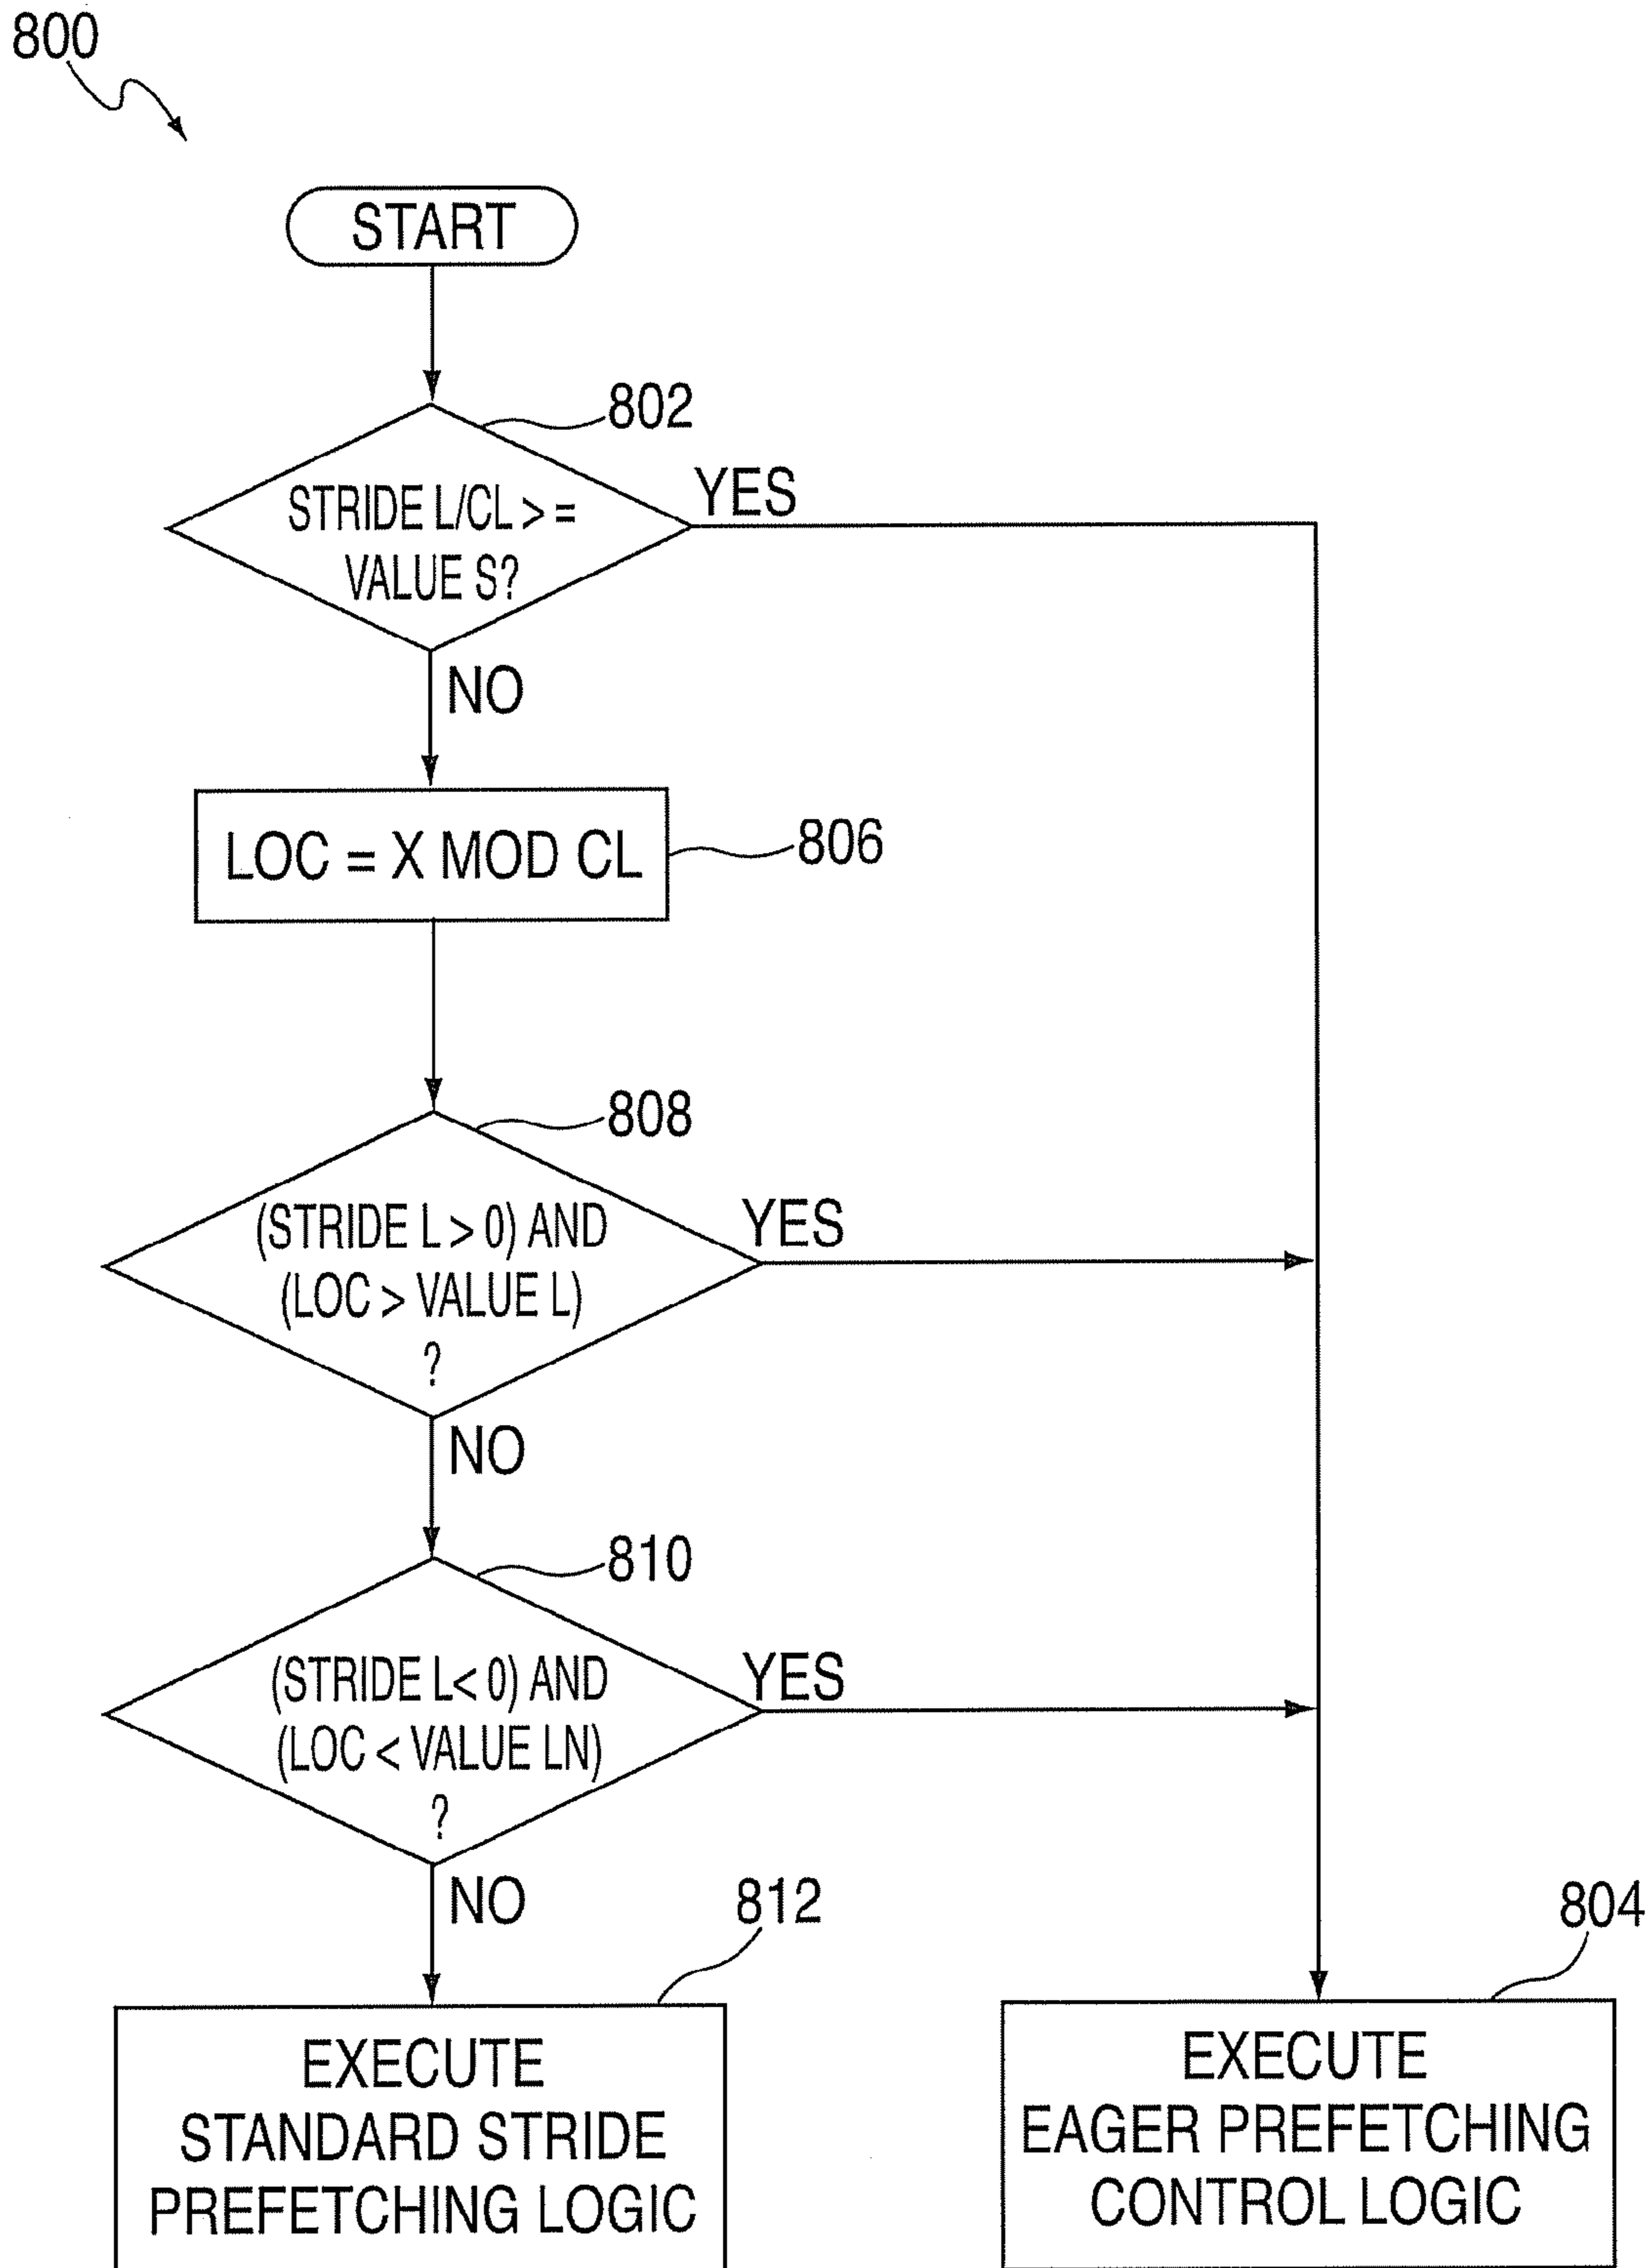 800
START
802
STRIDE L/CL > =
VALUE S?
YES
NO
LOC = X MOD CL
806
808
(STRIDE L > 0) AND
(LOC > VALUE L)
?
YES
NO
810
(STRIDE L< 0) AND
(LOC < VALUE LN)
?
YES
NO
812
804
EXECUTE
STANDARD STRIDE
PREFETCHING LOGIC
EXECUTE
EAGER PREFETCHING
CONTROL LOGIC